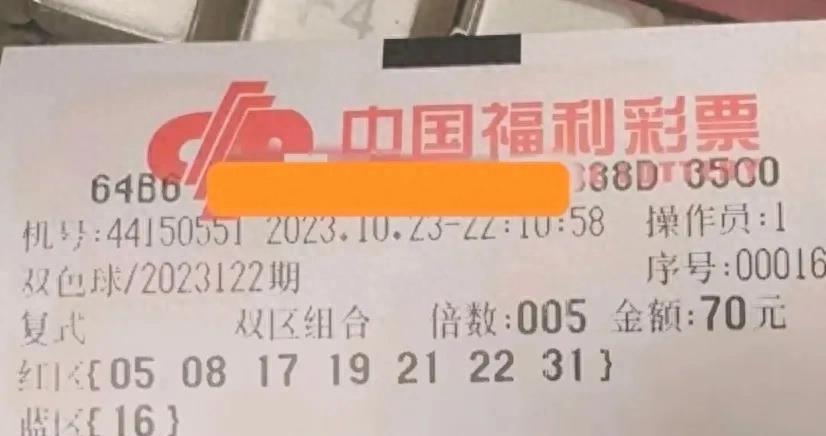 F4
中国福利彩票
64B6 88D 35C0
机号:44150551 2023.10.23-22:10:58 操作员:1
双色球/2023122期 序号:00016
复式 双区组合 倍数:005 金额:70元
红区{05 08 17 19 21 22 31}
蓝区{16}